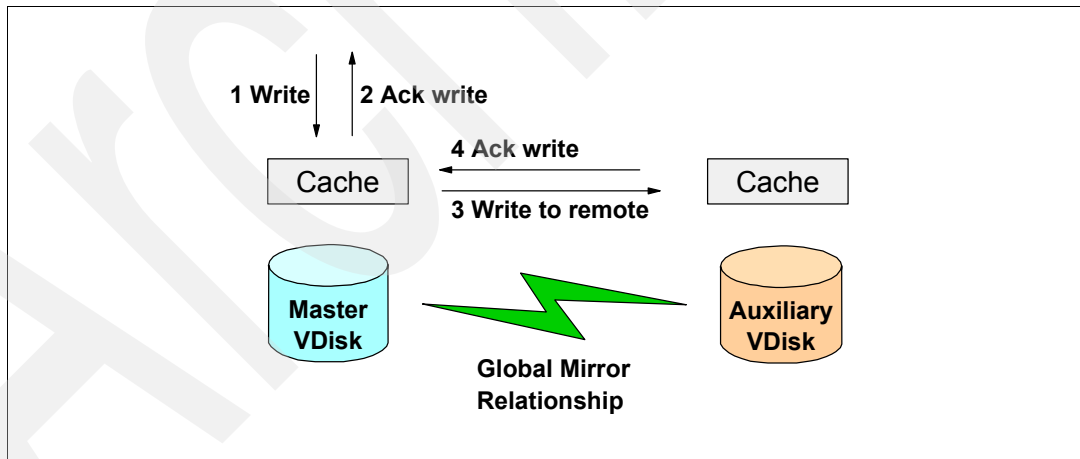 1 Write
2 Ack write
4 Ack write
Cache
Cache
3 Write to remote
Master
VDisk
Auxiliary
VDisk
Global Mirror
Relationship